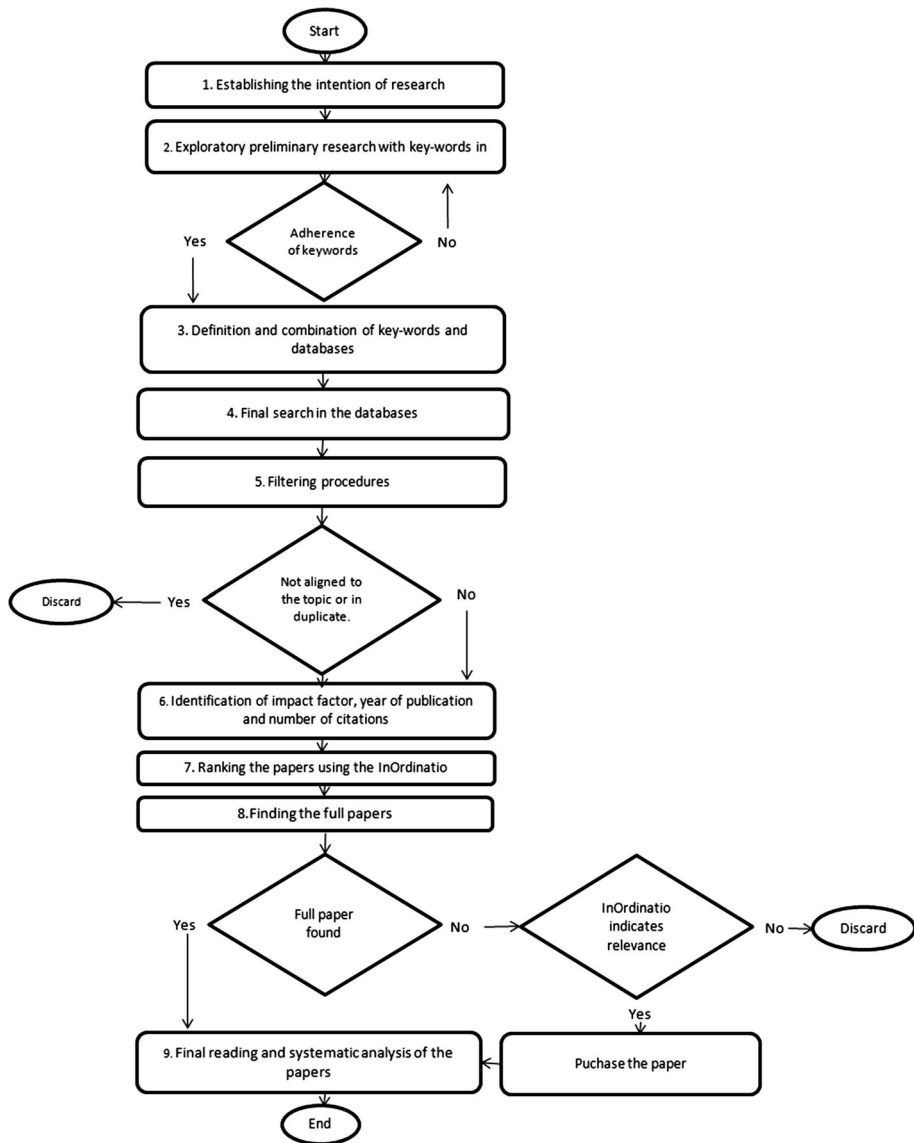 Start
1. Establishing the intention of research
2. Exploratory preliminary research with key-words in
Adherence
of keywords
Yes
No
3. Definition and combination of key-words and
databases
4. Final search in the databases
5. Filtering procedures
Not aligned to
the topic or in
duplicate.
Discard
Yes
No
6. Identification of impact factor, year of publication
and number of citations
7. Ranking the papers using the InOrdinatio
8.Finding the full papers
Full paper
found
Yes
No
InOrdinatio
indicates
relevance
No
Discard
Yes
9. Final reading and systematic analysis of the
papers
Puchase the paper
End